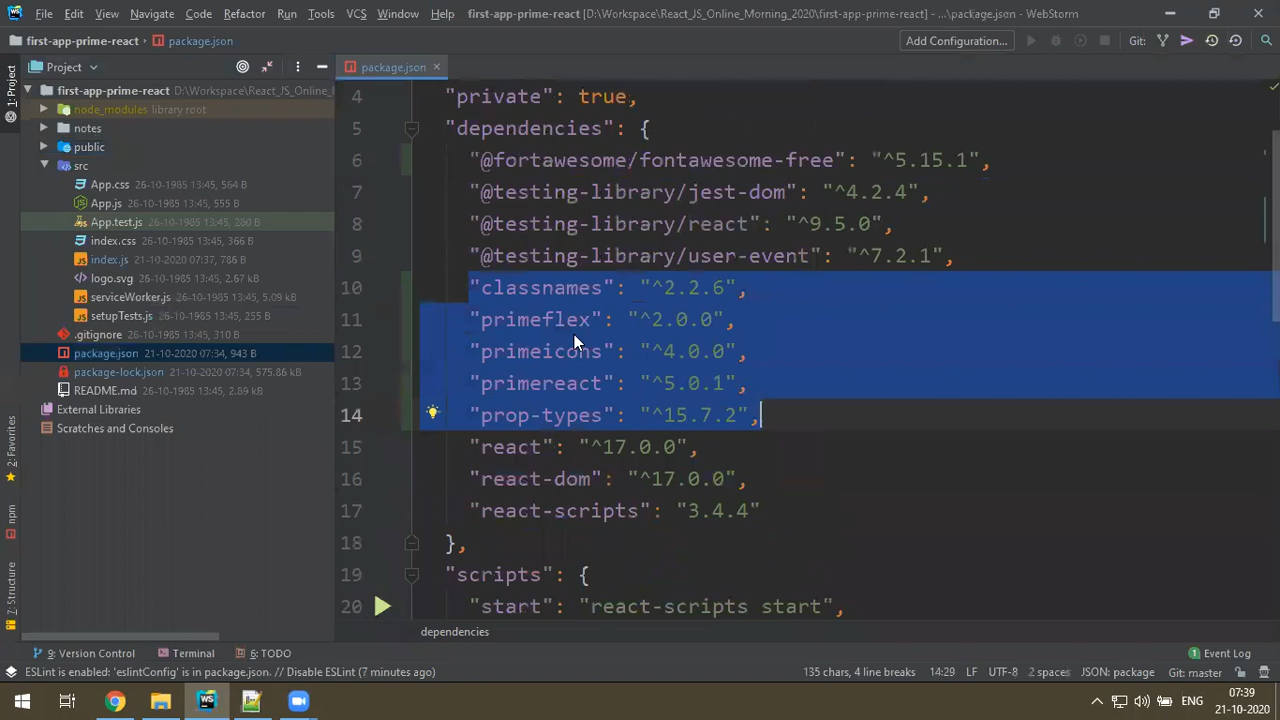 File Edit View Navigate Code Refactor Run Tools VCS Window Help first-app-prime-react [D:\Workspace\React_JS_Online_Morning_2020\first-app-prime-react] - ...\package.json - WebStorm
first-app-prime-react package.json Add Configuration... Git:
Project package.json
1: Project
first-app-prime-react D:\Workspace\React_JS_Online_M
node_modules library root
notes
public
src
App.css 26-10-1985 13:45, 564 B
App.js 26-10-1985 13:45, 555 B
App.test.js 26-10-1985 13:45, 280 B
index.css 26-10-1985 13:45, 366 B
index.js 21-10-2020 07:37, 786 B
logo.svg 26-10-1985 13:45, 2.61 kB
serviceWorker.js 26-10-1985 13:45,
setupTests.js 26-10-1985 13:45, 255 B
.gitignore 26-10-1985 13:45, 310 B
package.json 21-10-2020 07:34, 943 B
package-lock.json 21-10-2020 07:34, 575.86 kB
README.md 26-10-1985 13:45, 2.89 kB
External Libraries
Scratches and Consoles
2: Favorites
npm
7: Structure
4 "private": true,
5 "dependencies": {
6 "@fortawesome/fontawesome-free": "^5.15.1",
7 "@testing-library/jest-dom": "^4.2.4",
8 "@testing-library/react": "^9.5.0",
9 "@testing-library/user-event": "^7.2.1",
10 "classnames": "^2.2.6",
11 "primeflex": "^2.0.0",
12 "primeicons": "^4.0.0",
13 "primereact": "^5.0.1",
14 "prop-types": "^15.7.2",
15 "react": "^17.0.0",
16 "react-dom": "^17.0.0",
17 "react-scripts": "3.4.4"
18 },
19 "scripts": {
20 "start": "react-scripts start",
dependencies
9: Version Control Terminal 6: TODO 1 Event Log
ESLint is enabled: 'eslintConfig' is in package.json. // Disable ESLint (7 minutes ago) 135 chars, 4 line breaks 14:29 LF UTF-8 2 spaces JSON: package Git: master
WS ENG 07:39
21-10-2020